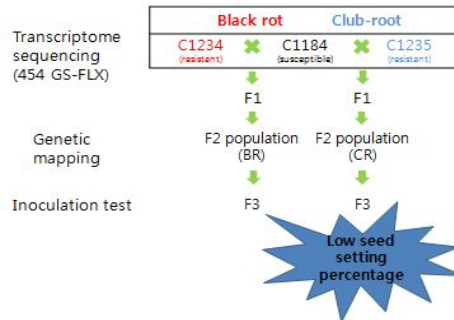 Black rot Club-root
Transcriptome
sequencing
(454 GS-FLX)
C1234 C1184 C1235
(resistant) (susceptible) (resistant)
F1 F1
Genetic
mapping
F2 population F2 population
(BR) (CR)
Inoculation test F3 F3
Low seed
setting
percentage